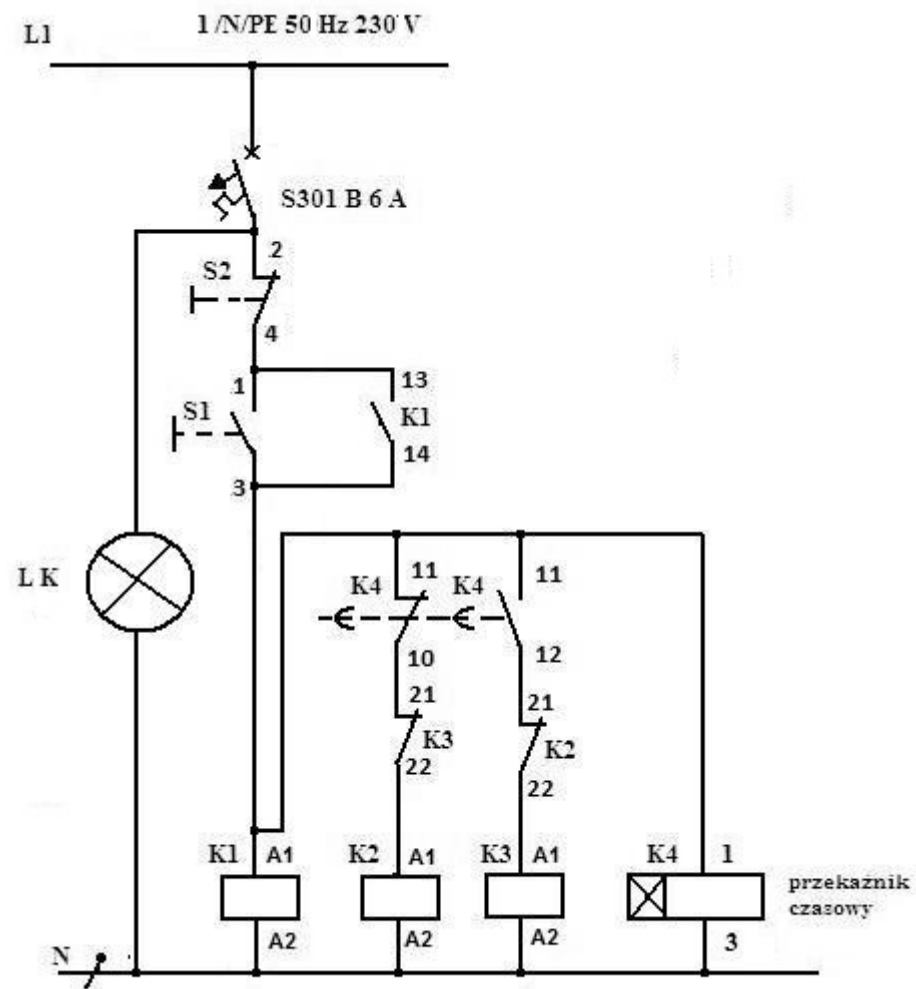 1 /N/PE 50 Hz 230 V
L1
S301 B 6 A
2
S2
4
1
13
S1
K1
14
3
L K
K4
11
K4
11
10
12
21
21
K3
K2
22
22
K1
A1
K2
A1
K3
A1
K4
1
przekaźnik
czasowy
A2
A2
A2
3
N